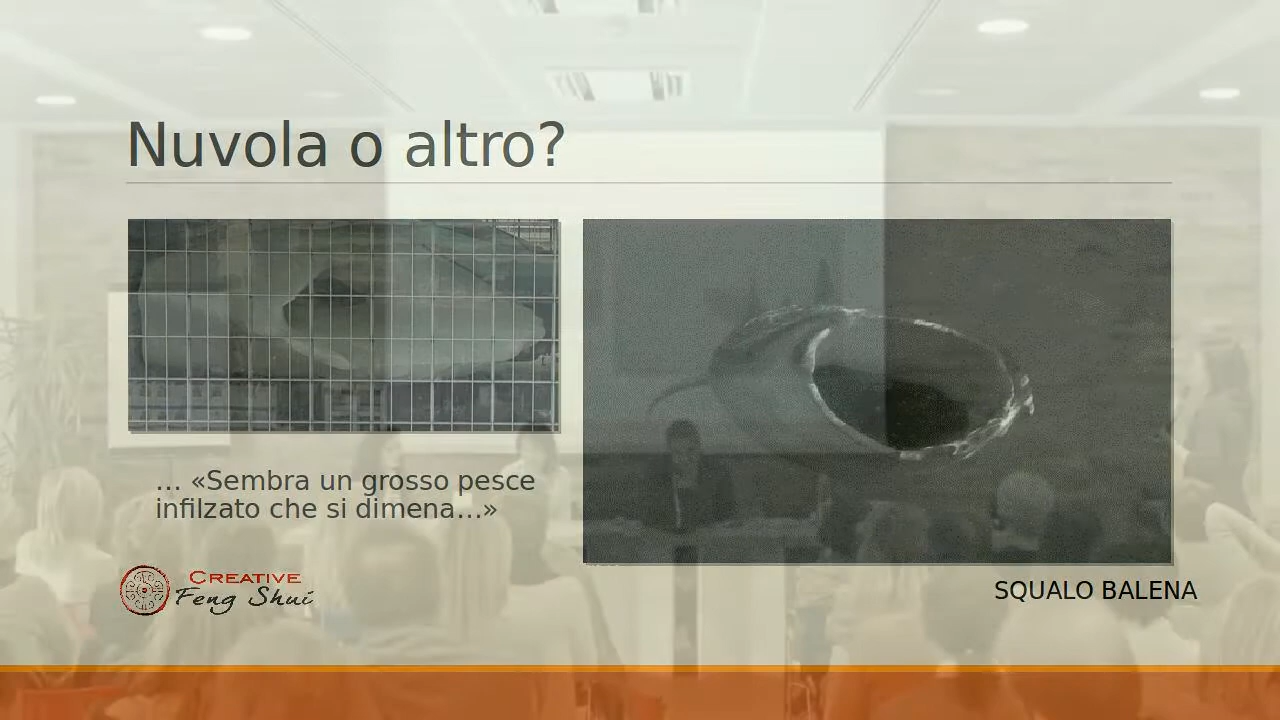 Nuvola o altro?
… «Sembra un grosso pesce
infilzato che si dimena…»
CREATIVE
Feng Shui
SQUALO BALENA